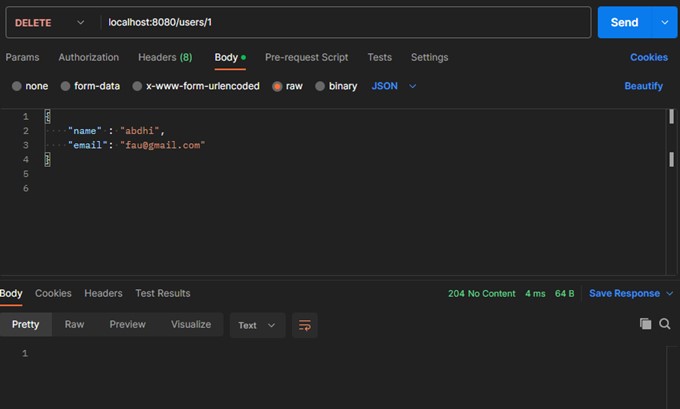 DELETE localhost:8080/users/1 Send
Params Authorization Headers (8) Body Pre-request Script Tests Settings Cookies
none form-data x-www-form-urlencoded raw binary JSON Beautify
1 {
2 "name" : "abdhi",
3 "email": "fau@gmail.com"
4 }
5
6
Body Cookies Headers Test Results 204 No Content 4 ms 64 B Save Response
Pretty Raw Preview Visualize Text
1